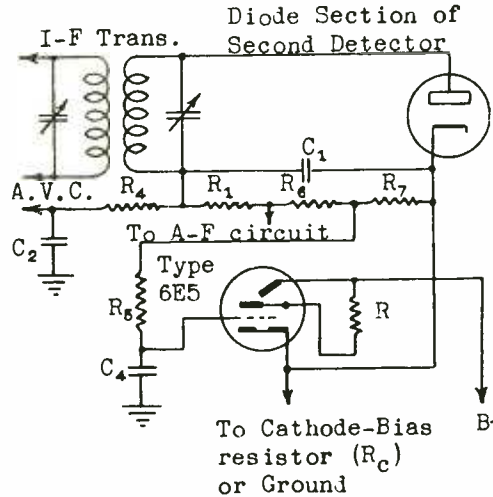 Diode Section of
Second Detector
I-F Trans.
C₁
A.V.C.
R₄
R₁
R₆
R₇
To A-F circuit
C₂
Type
6E5
R₅
R
C₄
To Cathode-Bias
resistor (R_c)
or Ground